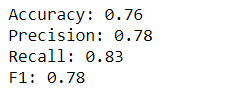 Accuracy: 0.76
Precision: 0.78
Recall: 0.83
F1: 0.78